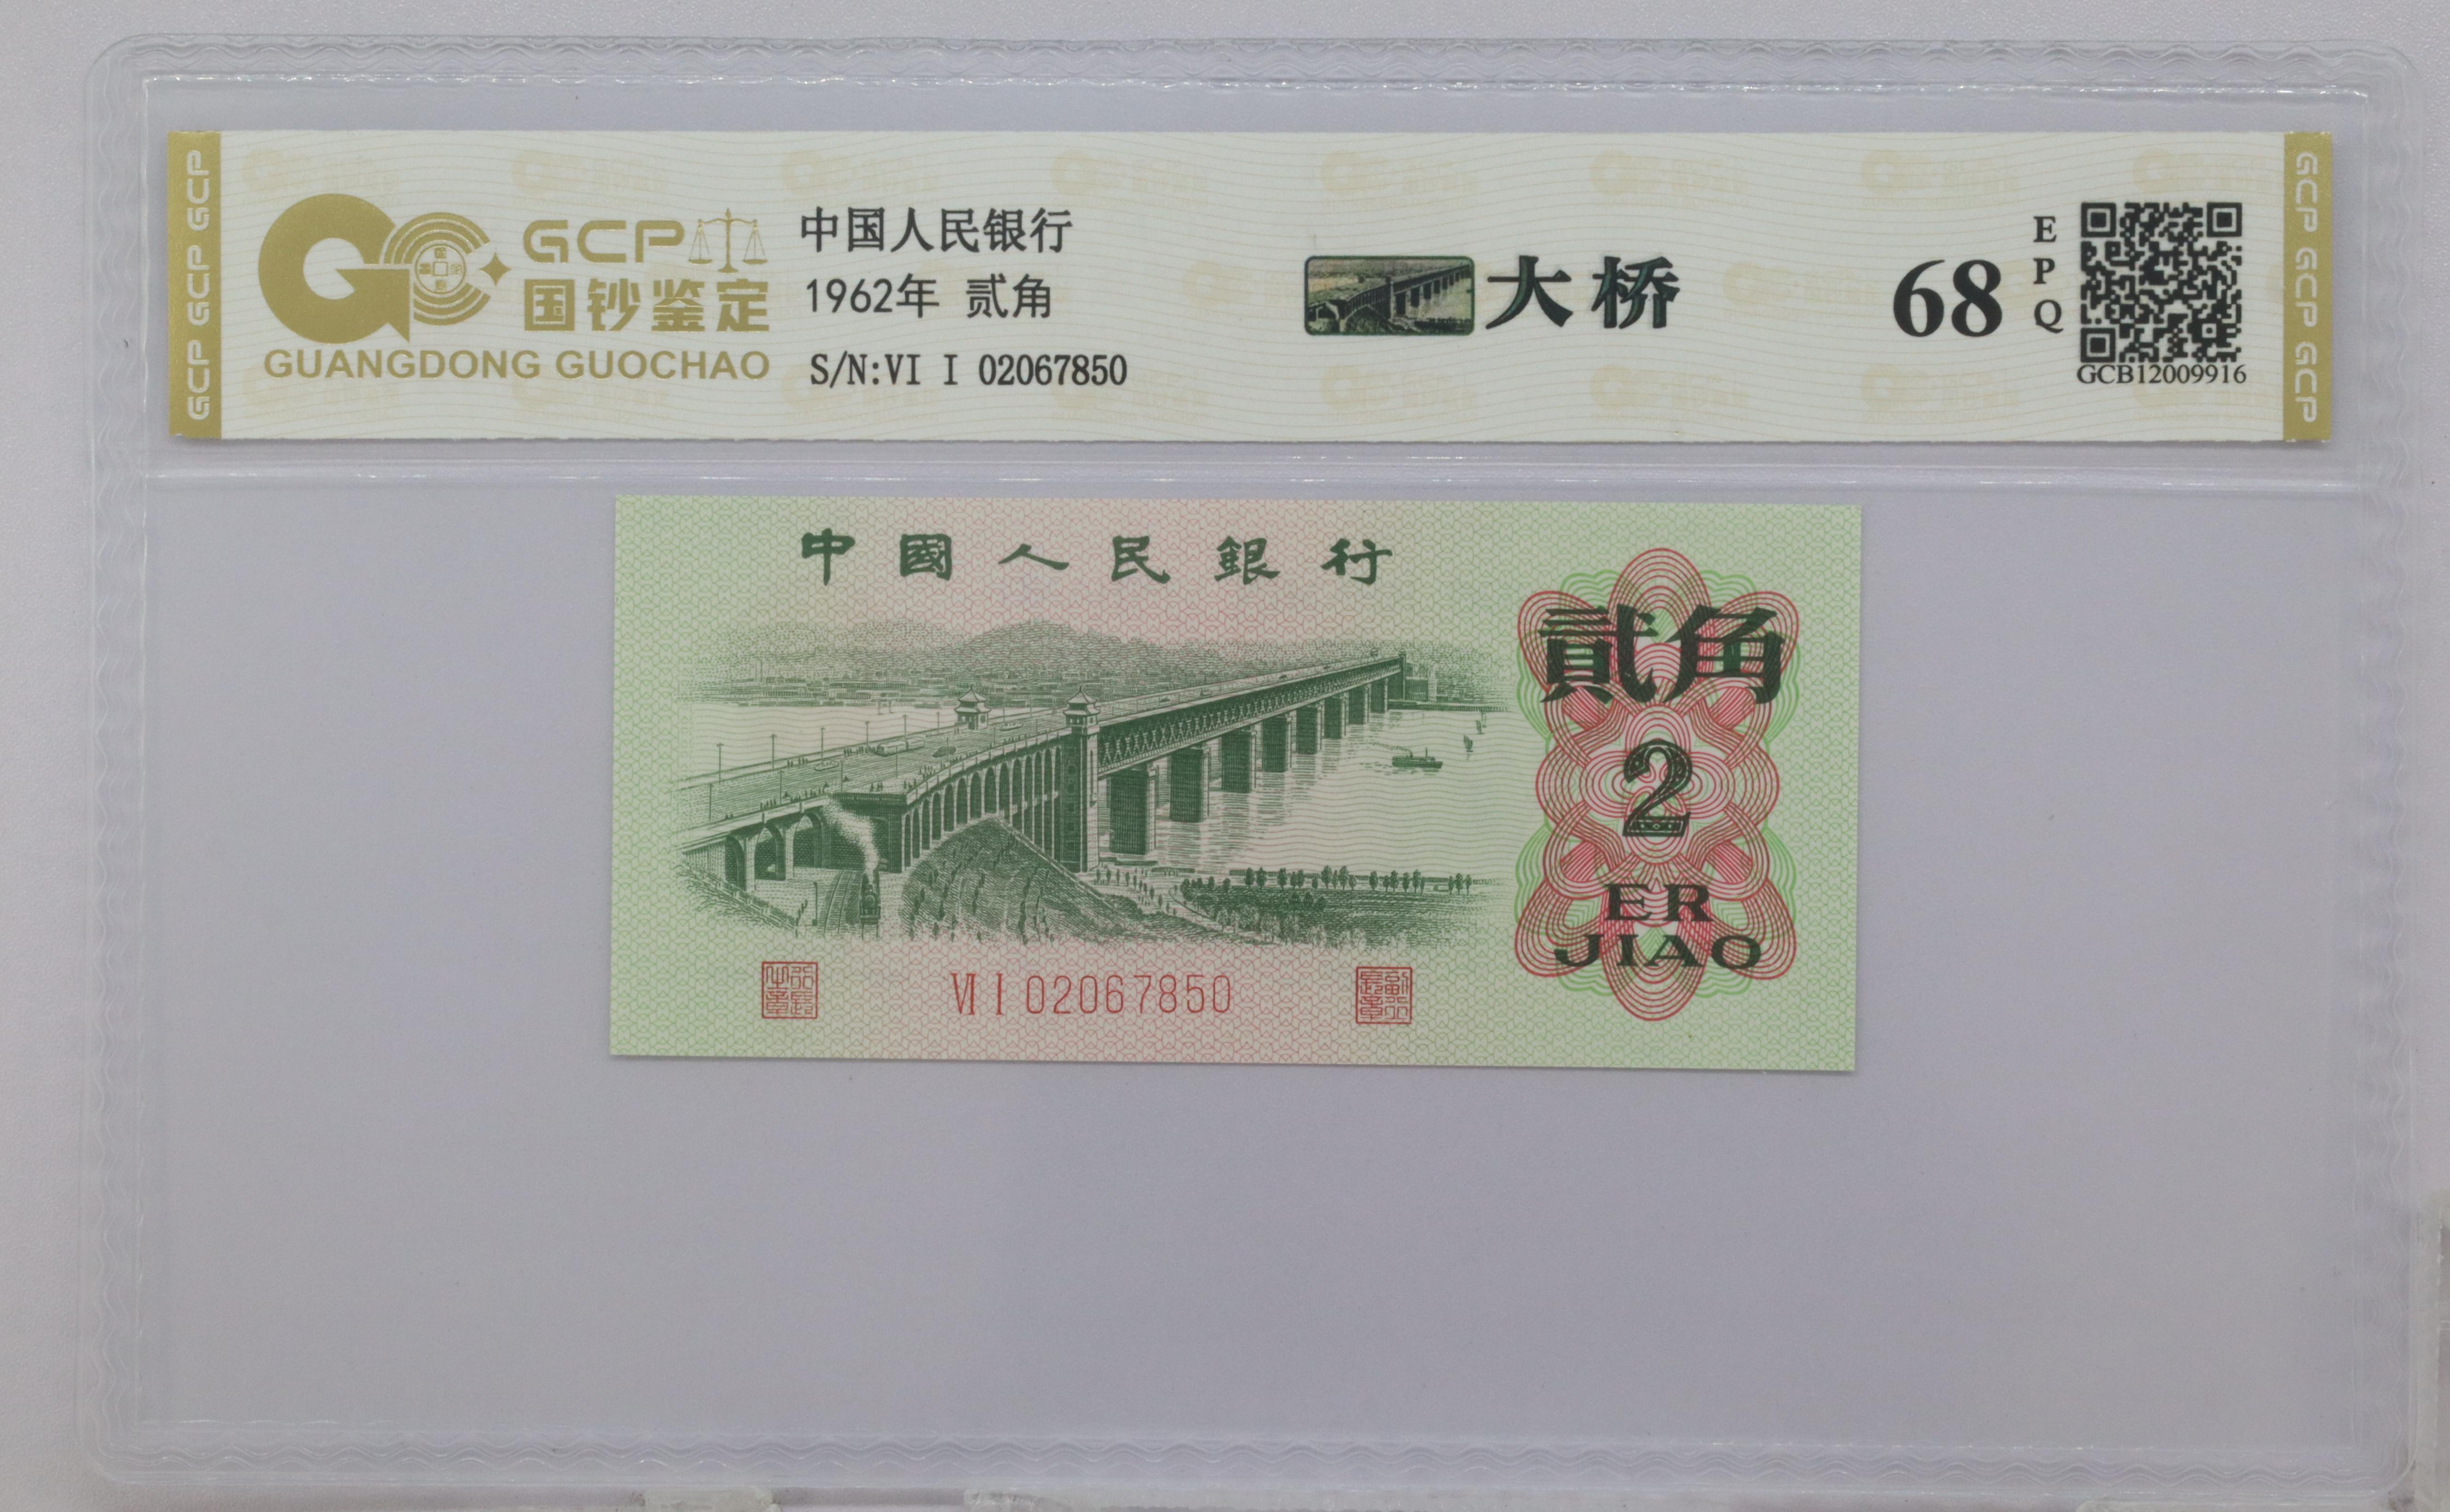 GCP GCP GCP
GCP
国钞鉴定
GUANGDONG GUOCHAO
中国人民银行
1962年 贰角
S/N:VI I 02067850
大桥
68
EPQ
GCB12009916
GCP GCP GCP
中國人民銀行
貳角
2
ER
JIAO
VI I 02067850